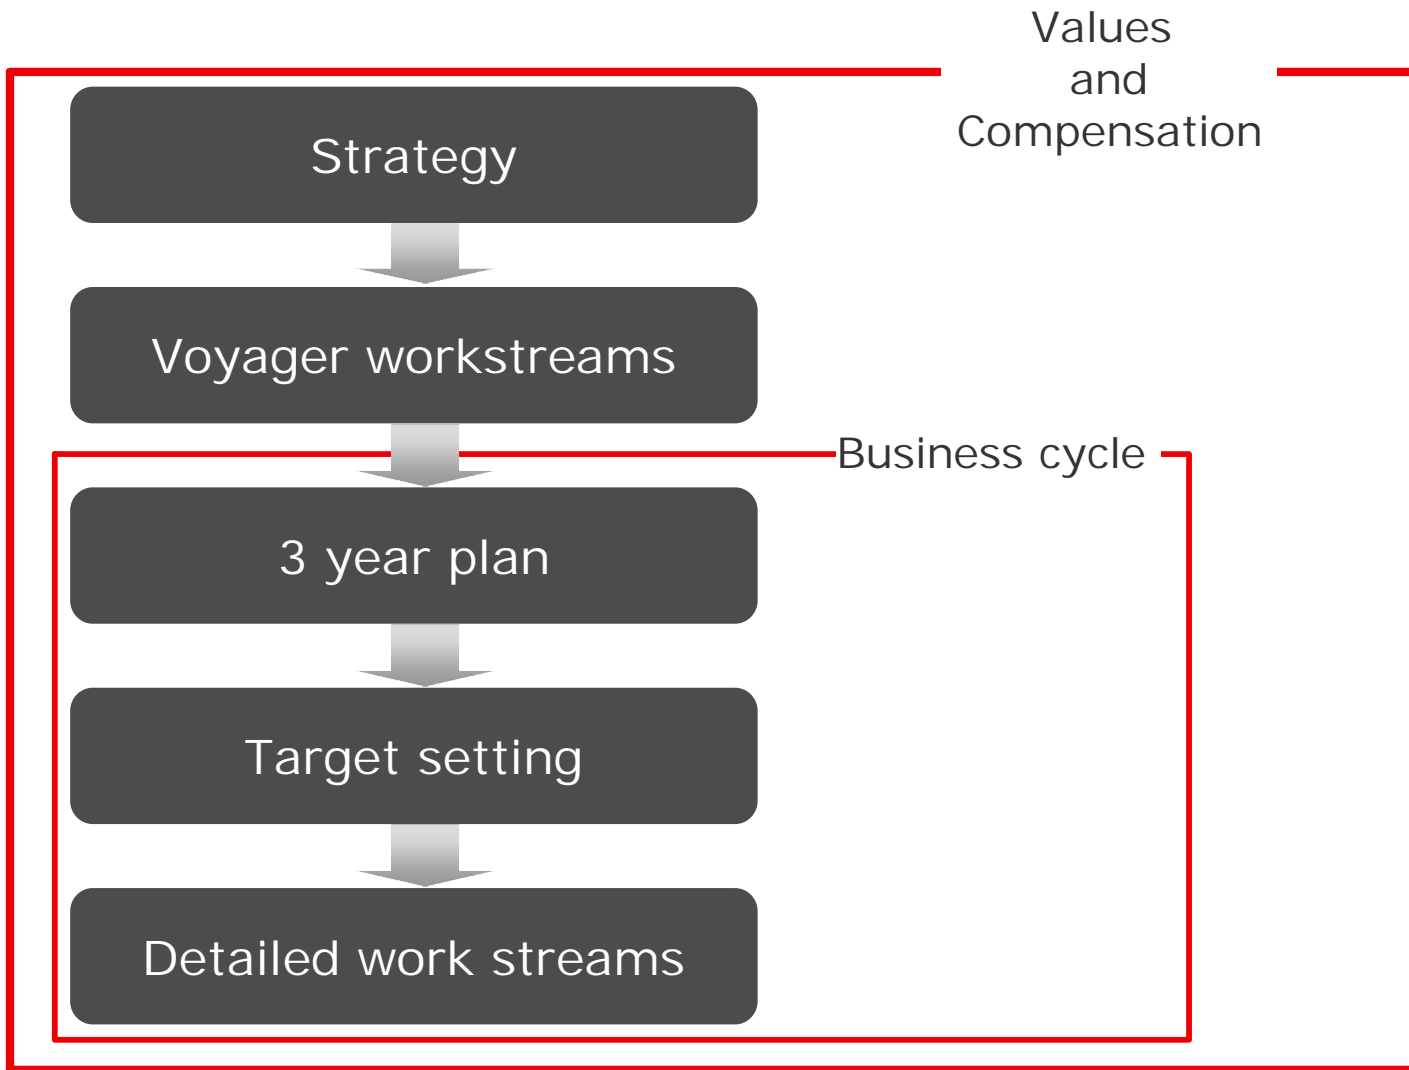 Values
and
Compensation
Strategy
Voyager workstreams
Business cycle
3 year plan
Target setting
Detailed work streams